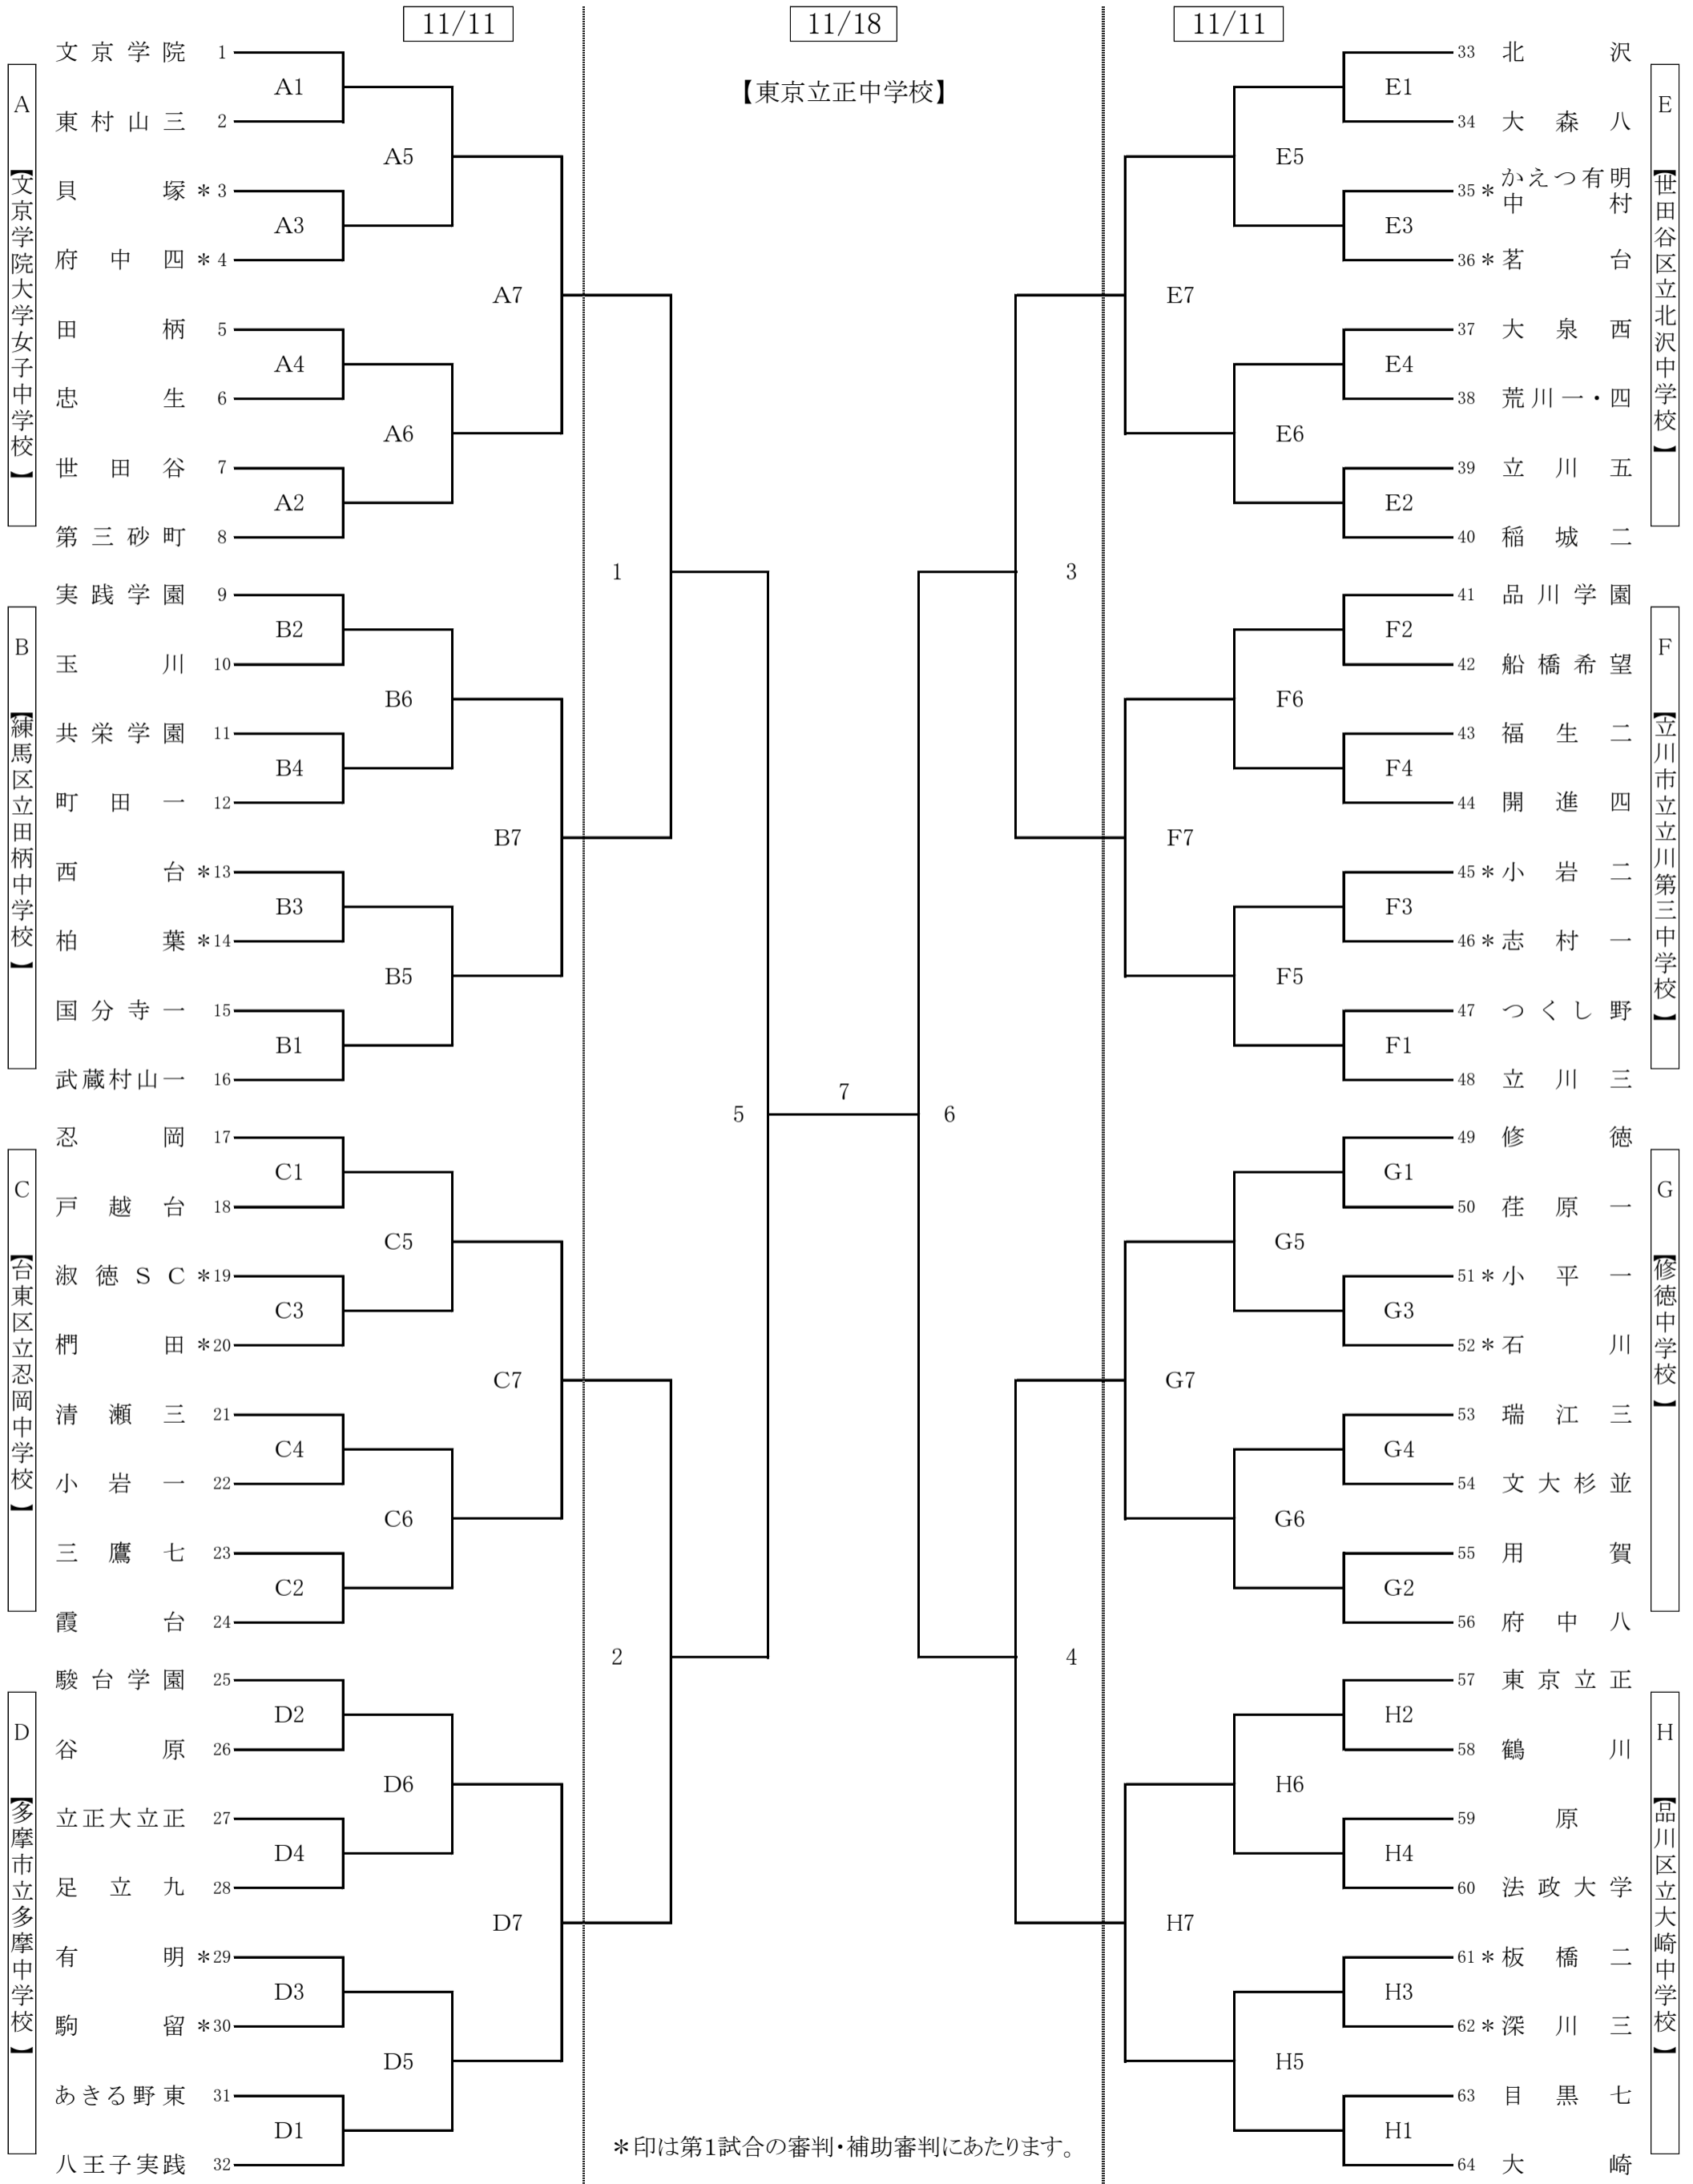 11/11
11/18
11/11
【東京立正中学校】
A 【文京学院大学女子中学校】
文京学院 1
東村山三 2
貝塚 *3
府中四 *4
田柄 5
忠生 6
世田谷 7
第三砂町 8
A1
A3
A4
A2
A5
A6
A7
B 【練馬区立田柄中学校】
実践学園 9
玉川 10
共栄学園 11
町田一 12
西台 *13
柏葉 *14
国分寺一 15
武蔵村山一 16
B2
B4
B3
B1
B6
B5
B7
C 【台東区立忍岡中学校】
忍岡 17
戸越台 18
淑徳SC *19
椚田 *20
清瀬三 21
小岩一 22
三鷹七 23
霞台 24
C1
C3
C4
C2
C5
C6
C7
D 【多摩市立多摩中学校】
駿台学園 25
谷原 26
立正大立正 27
足立九 28
有明 *29
駒留 *30
あきる野東 31
八王子実践 32
D2
D4
D3
D1
D6
D5
D7
1
2
5
7
6
3
4
E 【世田谷区立北沢中学校】
33 北沢
34 大森八
35* かえつ有明
中村
36* 茗台
37 大泉西
38 荒川一・四
39 立川五
40 稲城二
E1
E3
E4
E2
E5
E6
E7
F 【立川市立立川第三中学校】
41 品川学園
42 船橋希望
43 福生二
44 開進四
45* 小岩二
46* 志村一
47 つくし野
48 立川三
F2
F4
F3
F1
F6
F5
F7
G 【修徳中学校】
49 修徳
50 荏原一
51* 小平一
52* 石川
53 瑞江三
54 文大杉並
55 用賀
56 府中八
G1
G3
G4
G2
G5
G6
G7
H 【品川区立大崎中学校】
57 東京立正
58 鶴川
59 原
60 法政大学
61* 板橋二
62* 深川三
63 目黒七
64 大崎
H2
H4
H3
H1
H6
H5
H7
*印は第1試合の審判・補助審判にあたります。